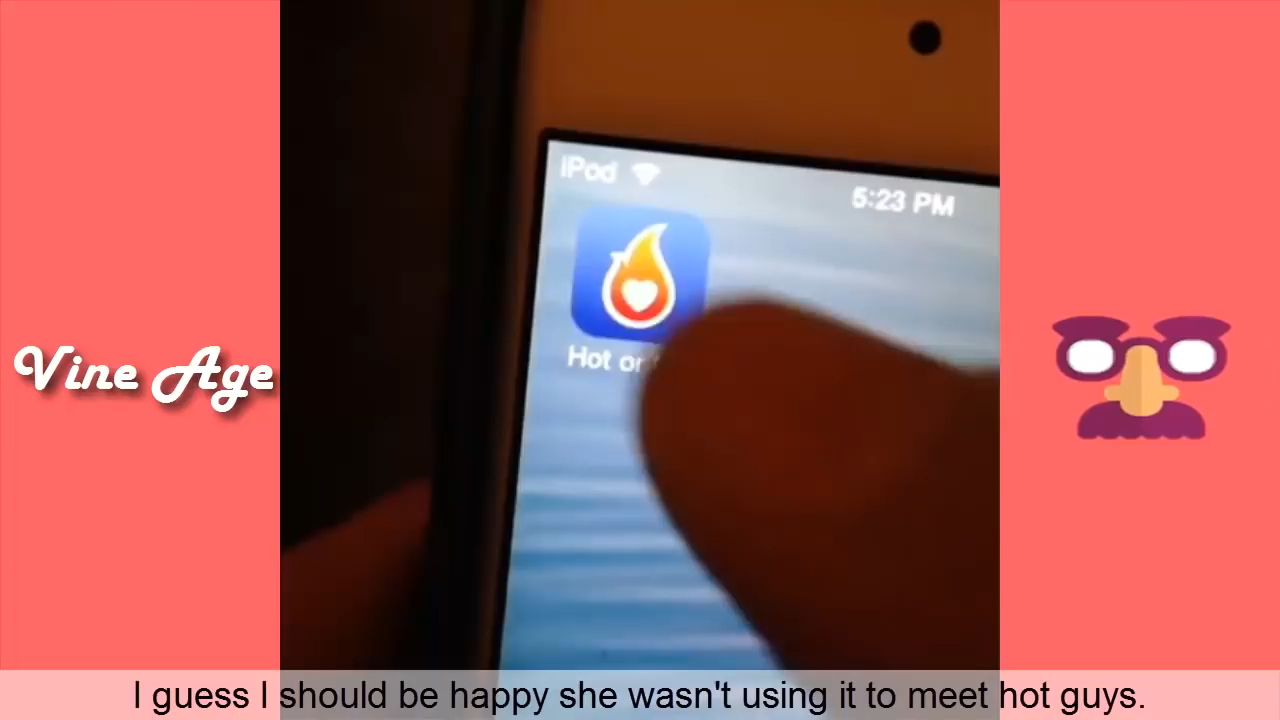 iPod
5:23 PM
Hot or
Vine Age
I guess I should be happy she wasn't using it to meet hot guys.